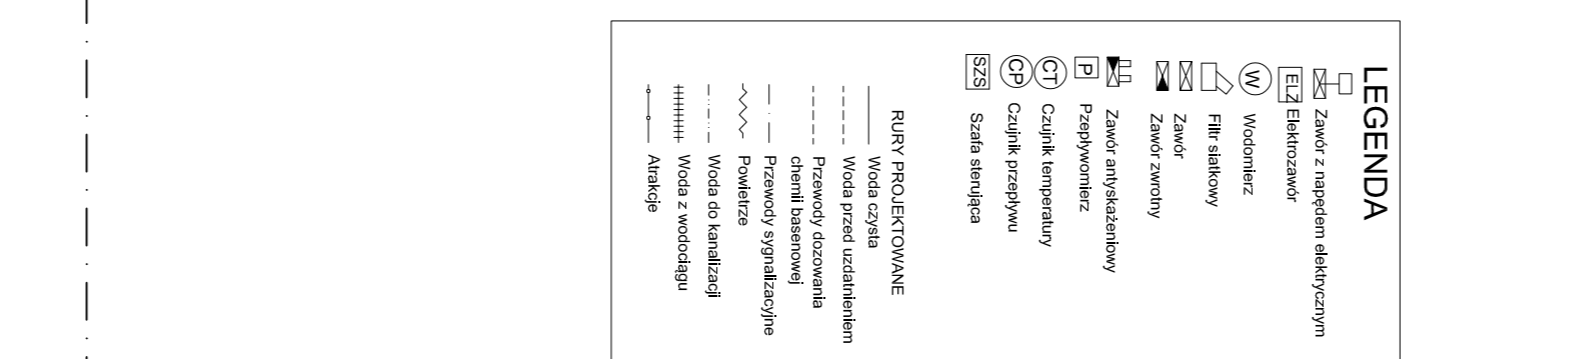 LEGENDA
Zawór z napędem elektrycznym
ELZ Elektrozawór
W Wodomierz
Filtr siatkowy
Zawór
Zawór zwrotny
Zawór antyskażeniowy
P Pzepływomierz
CT Czujnik temperatury
CP Czujnik przepływu
SZS Szafa sterująca
RURY PROJEKTOWANE
Woda czysta
Woda przed uzdatnieniem
Przewody dozowania
chemii basenowej
Przewody sygnalizacyjne
Powietrze
Woda do kanalizacji
Woda z wodociągu
Atrakcje